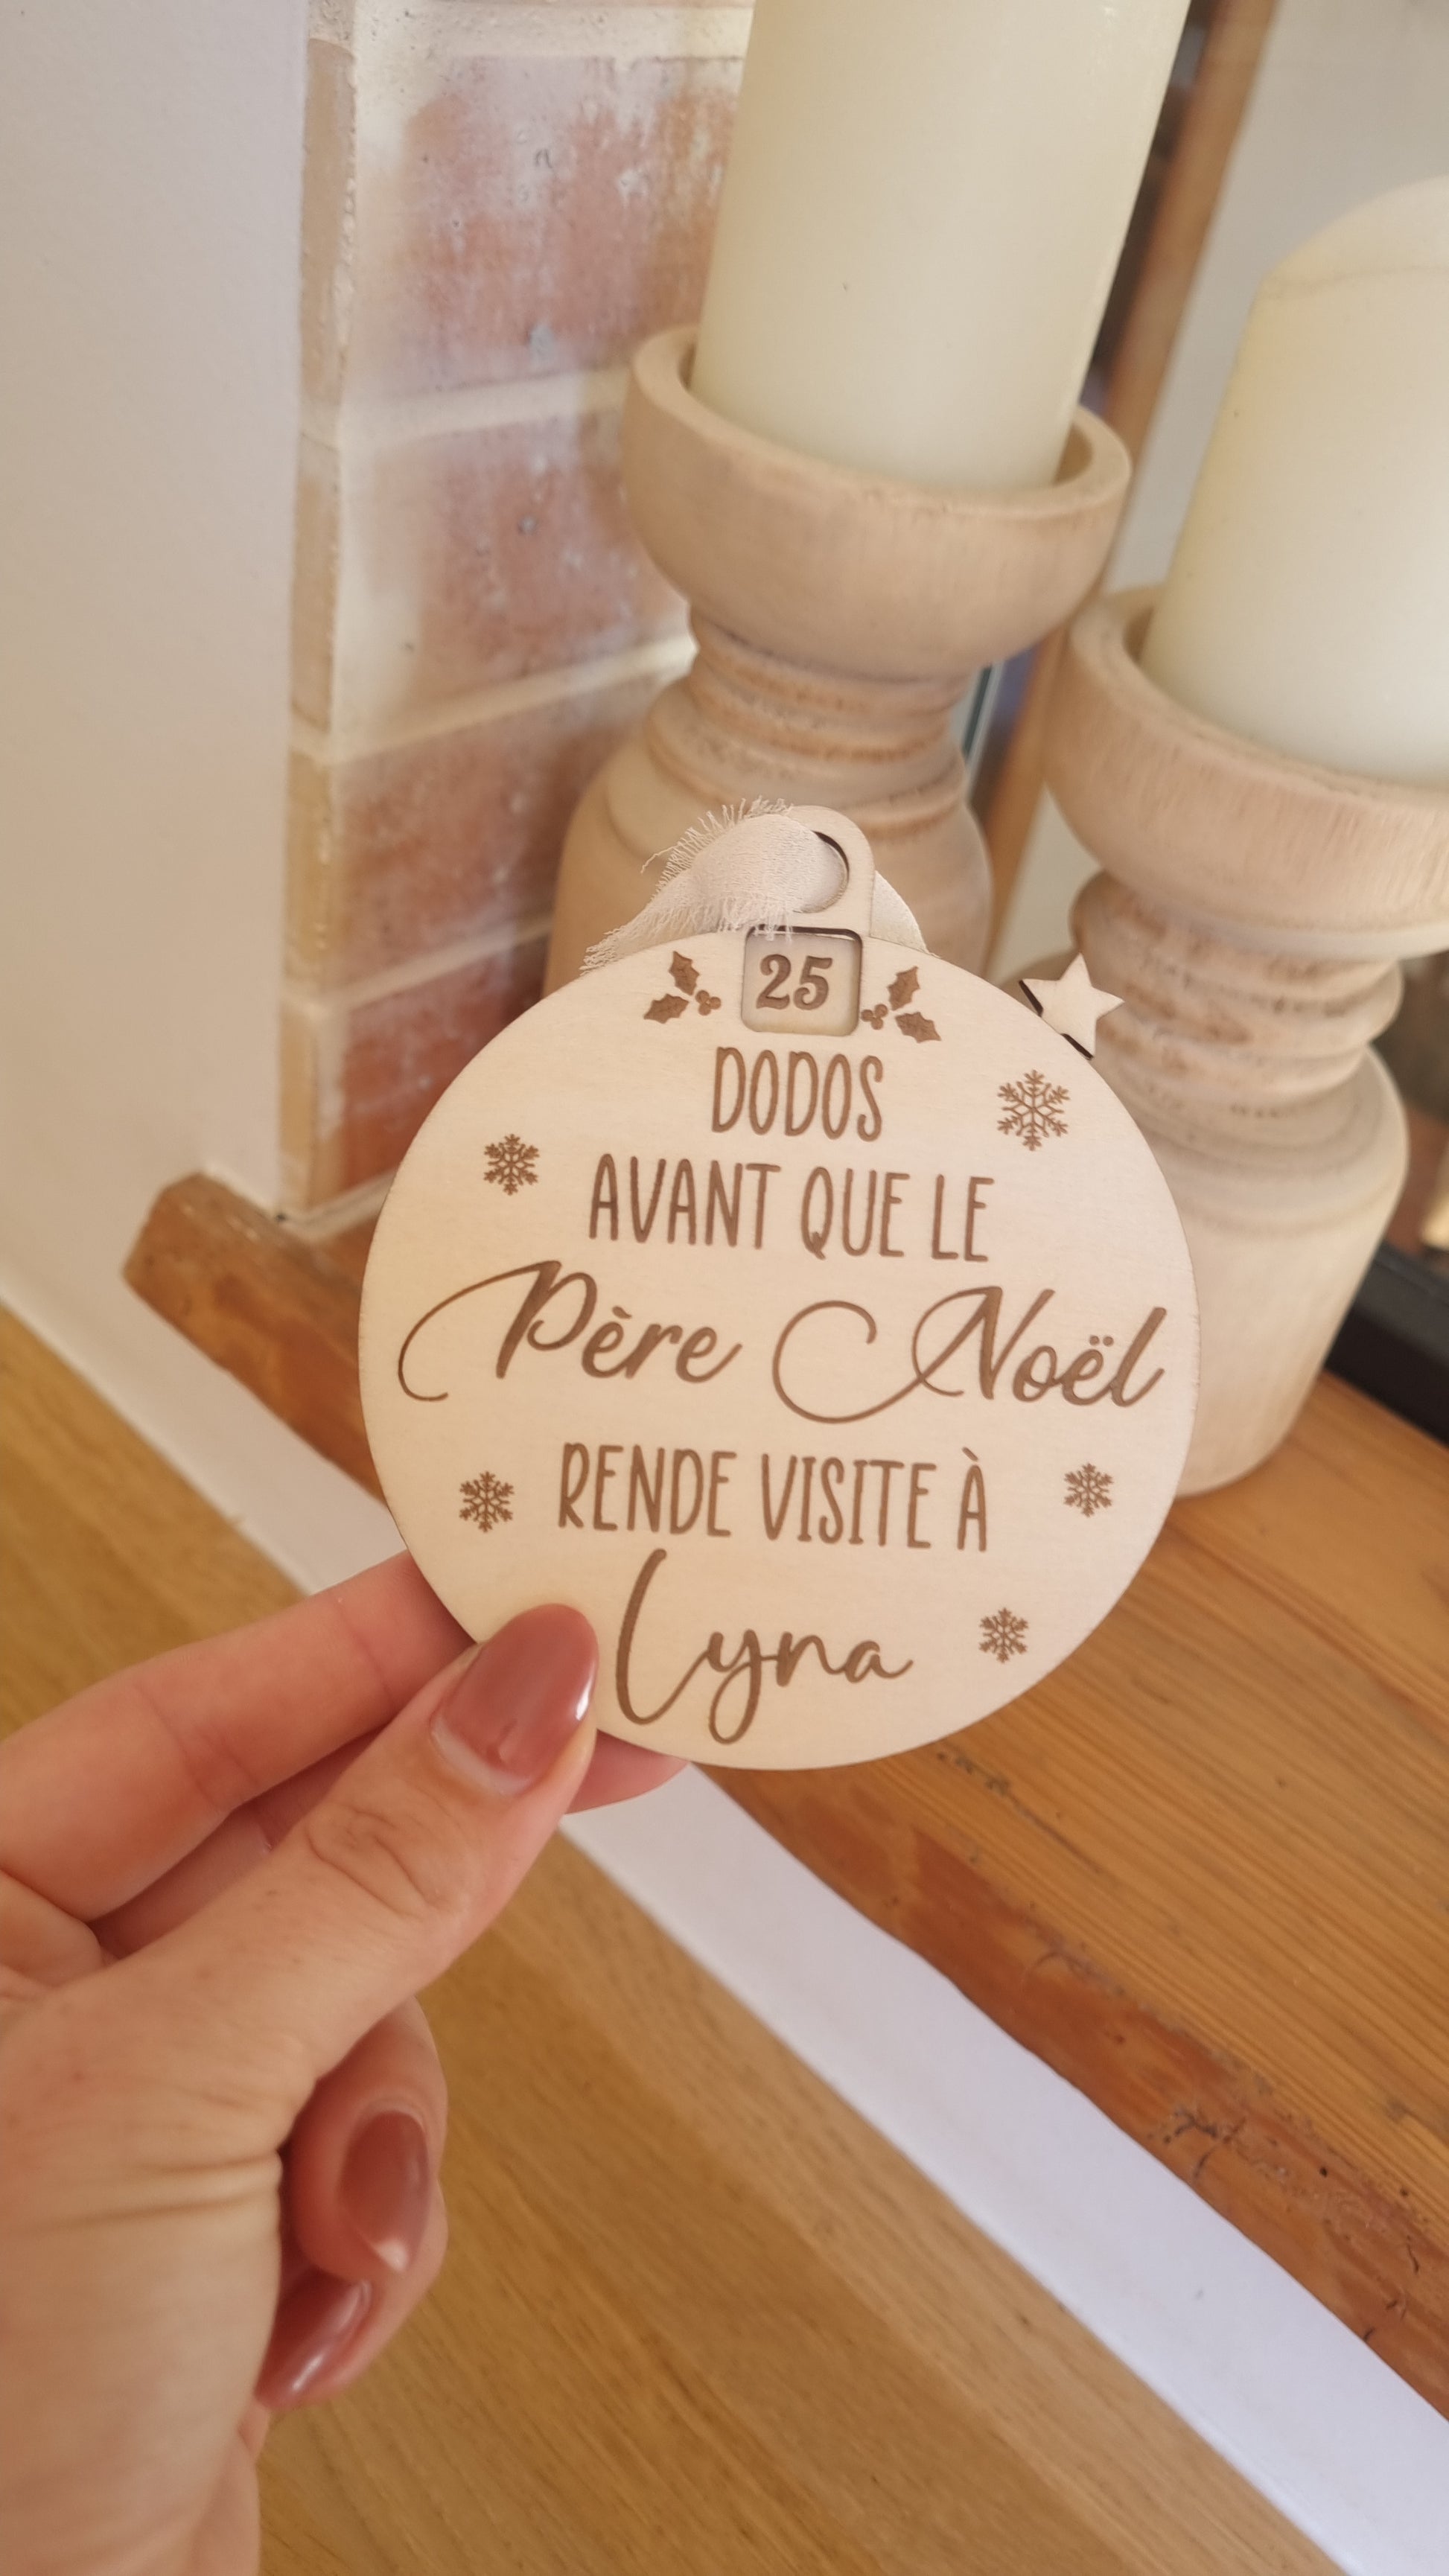 25
DODOS
AVANT QUE LE
Père Noël
RENDE VISITE À
Lyna